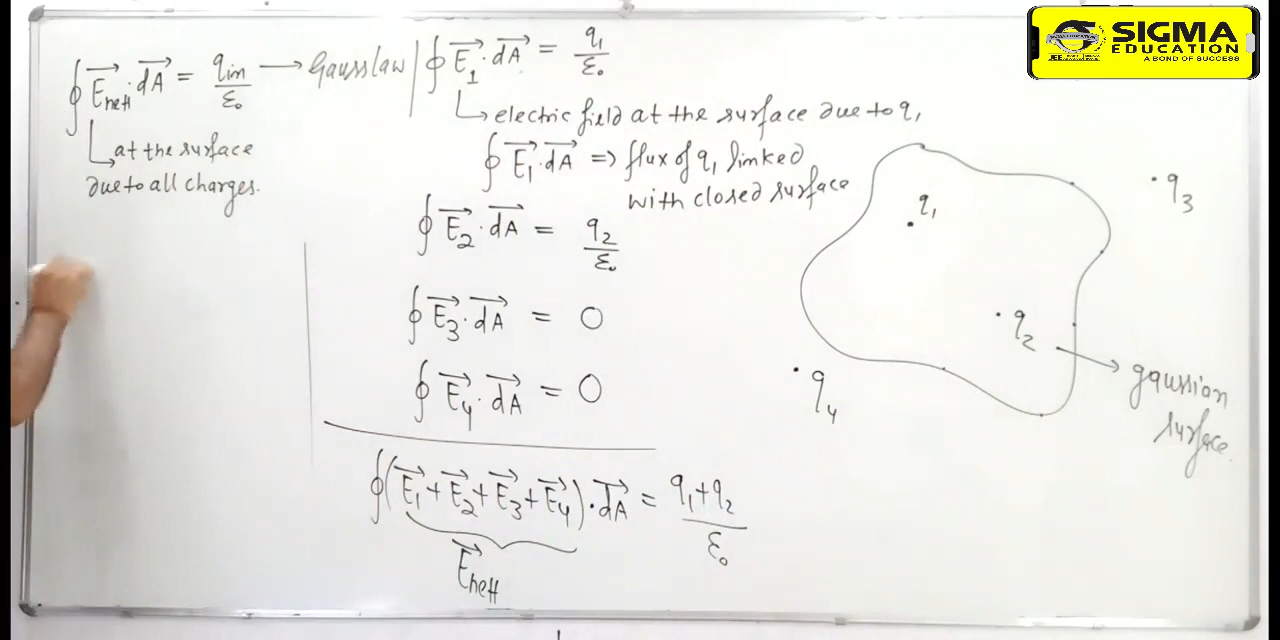 ∮ E⃗nett · dA⃗ = qin/ε₀ → Gauss law
at the surface
due to all charges.
∮ E⃗₁ · dA⃗ = q₁/ε₀
electric field at the surface due to q₁
∮ E⃗₁ · dA⃗ => flux of q₁ linked
with closed surface
∮ E⃗₂ · dA⃗ = q₂/ε₀
∮ E⃗₃ · dA⃗ = 0
∮ E⃗₄ · dA⃗ = 0
∮ (E⃗₁ + E⃗₂ + E⃗₃ + E⃗₄) · dA⃗ = q₁+q₂/ε₀
E⃗nett
q₁
q₂
q₃
q₄
gaussian
surface.
SIGMA
EDUCATION
A BOND OF SUCCESS